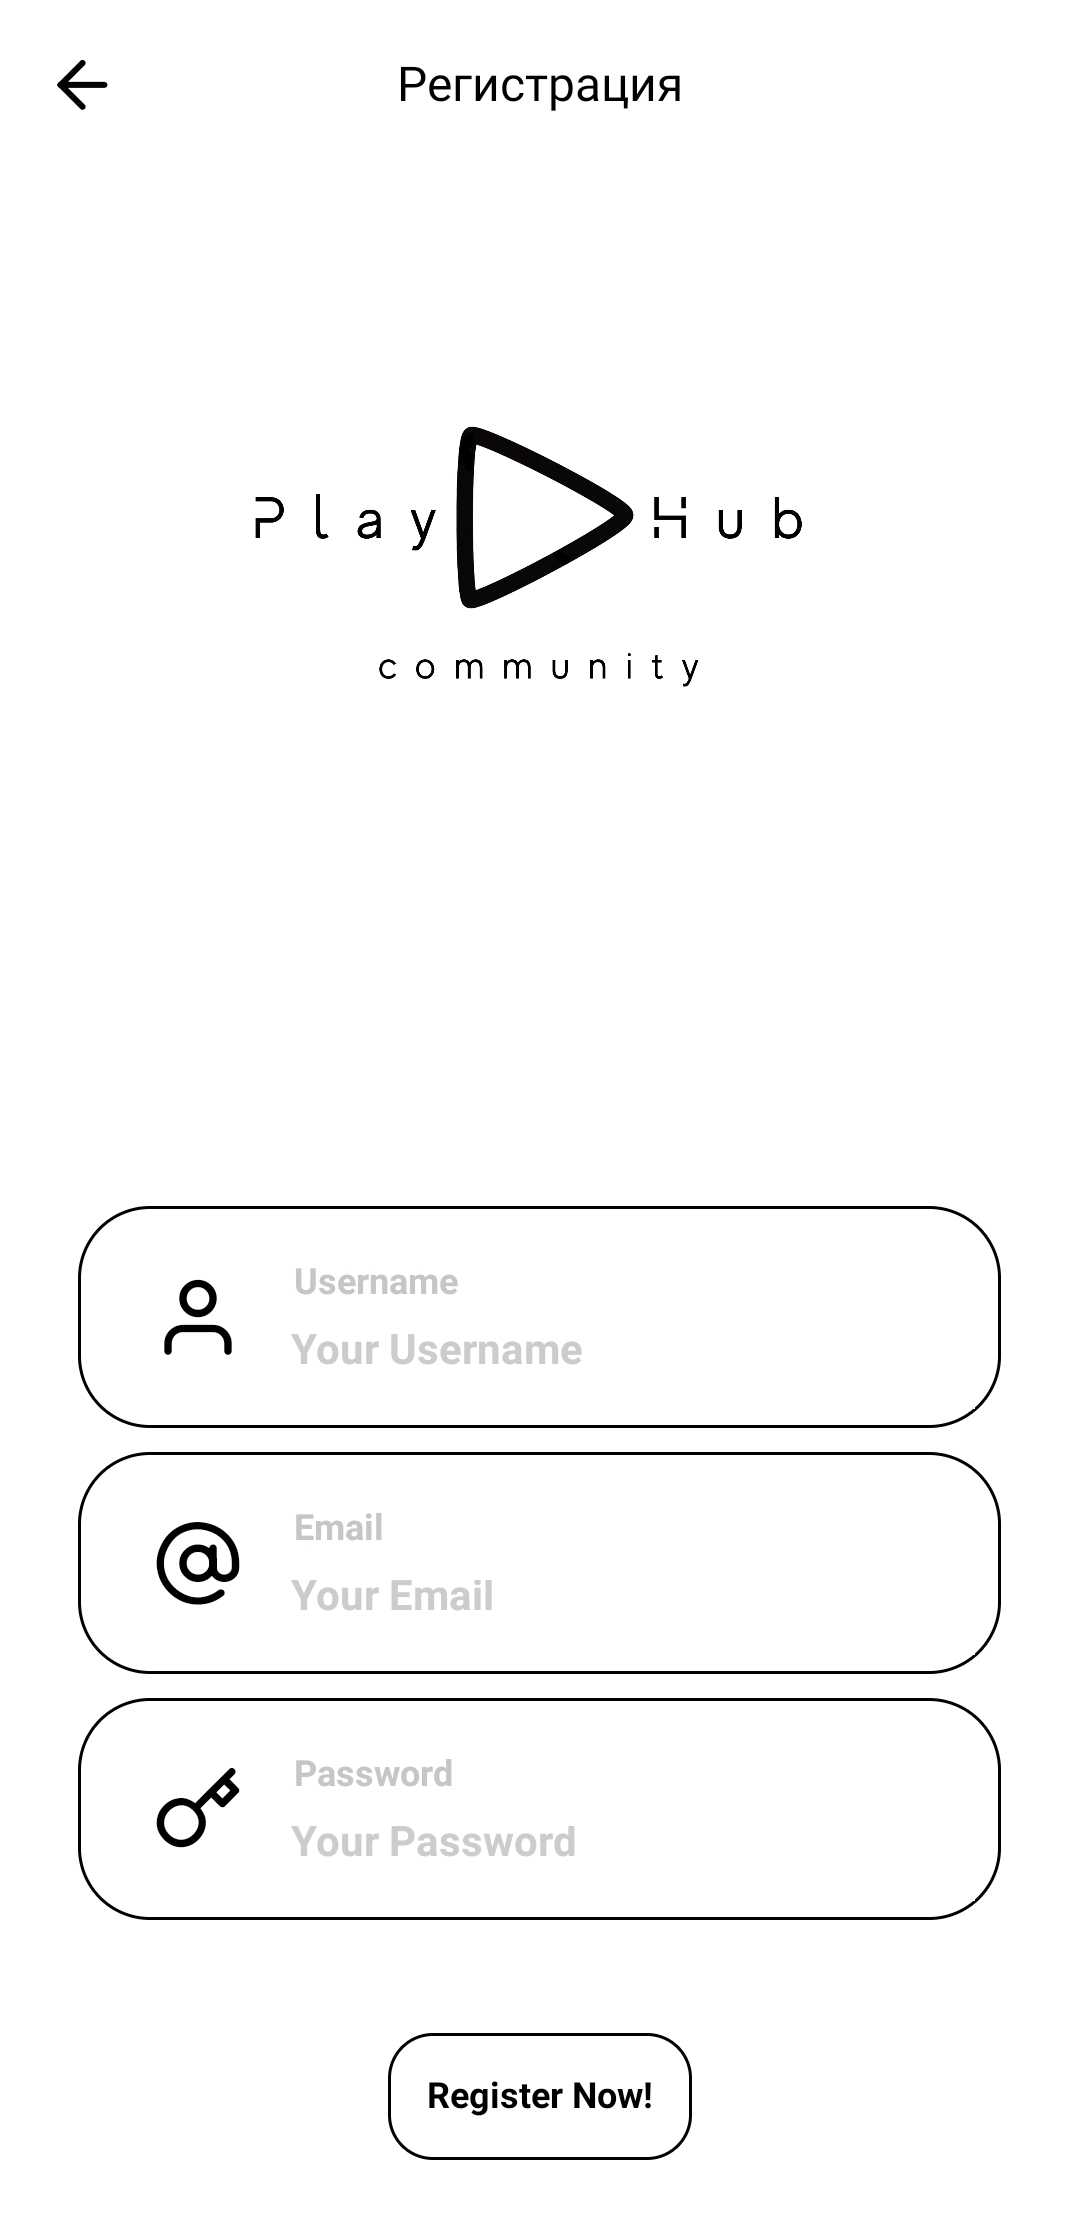 Регистрация
Play Hub
community
Username
Your Username
Email
Your Email
Password
Your Password
Register Now!